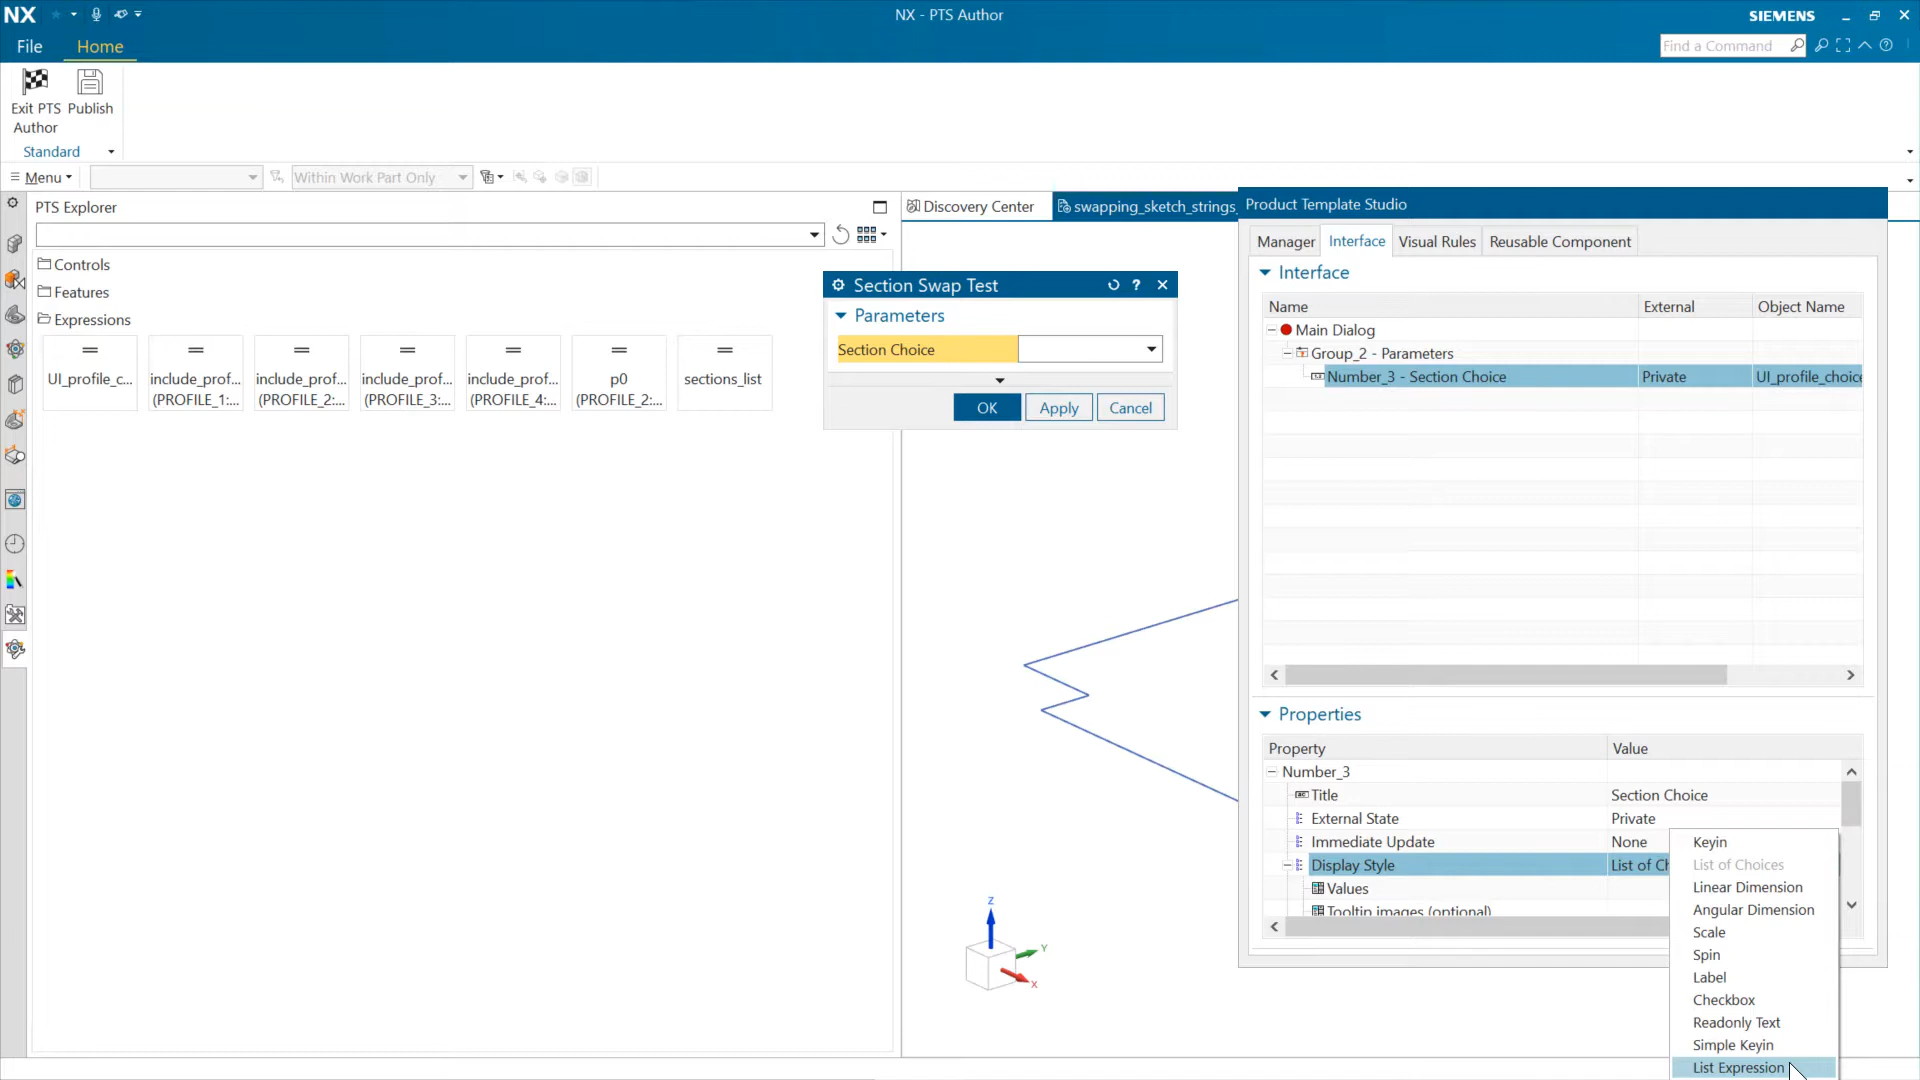 NX
NX - PTS Author
SIEMENS
File
Home
Find a Command
Exit PTS
Author
Publish
Standard
Menu
Within Work Part Only
PTS Explorer
Discovery Center
swapping_sketch_strings_
Controls
Features
Expressions
UI_profile_c...
include_prof...
(PROFILE_1:...
include_prof...
(PROFILE_2:...
include_prof...
(PROFILE_3:...
include_prof...
(PROFILE_4:...
p0
(PROFILE_2:...
sections_list
Section Swap Test
Parameters
Section Choice
OK
Apply
Cancel
Product Template Studio
Manager
Interface
Visual Rules
Reusable Component
Interface
Name
External
Object Name
Main Dialog
Group_2 - Parameters
Number_3 - Section Choice
Private
UI_profile_choice
Properties
Property
Value
Number_3
Title
Section Choice
External State
Private
Immediate Update
None
Display Style
List of Ch
Values
Tooltip images (optional)
Keyin
List of Choices
Linear Dimension
Angular Dimension
Scale
Spin
Label
Checkbox
Readonly Text
Simple Keyin
List Expression
Z
Y
X